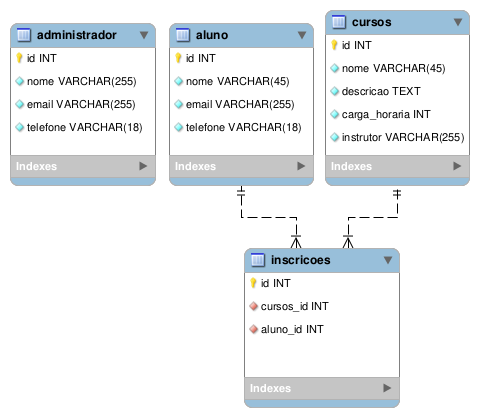 administrador
id INT
nome VARCHAR(255)
email VARCHAR(255)
telefone VARCHAR(18)
Indexes
aluno
id INT
nome VARCHAR(45)
email VARCHAR(255)
telefone VARCHAR(18)
Indexes
cursos
id INT
nome VARCHAR(45)
descricao TEXT
carga_horaria INT
instrutor VARCHAR(255)
Indexes
inscricoes
id INT
cursos_id INT
aluno_id INT
Indexes